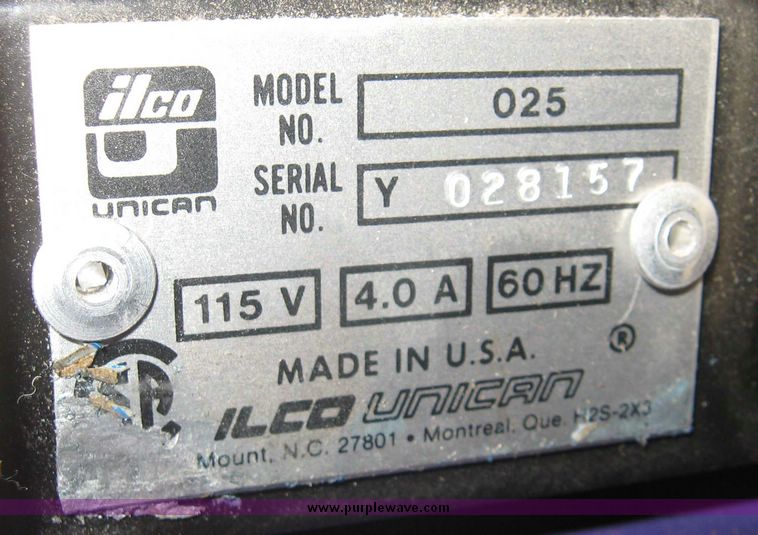 ilco
UNICAN
MODEL NO. 025
SERIAL NO. Y 028157
115 V 4.0 A 60 HZ
MADE IN U.S.A. ®
ILCO UNICAN
Mount, N.C. 27801 • Montreal, Que. H2S-2X3
www.purplewave.com